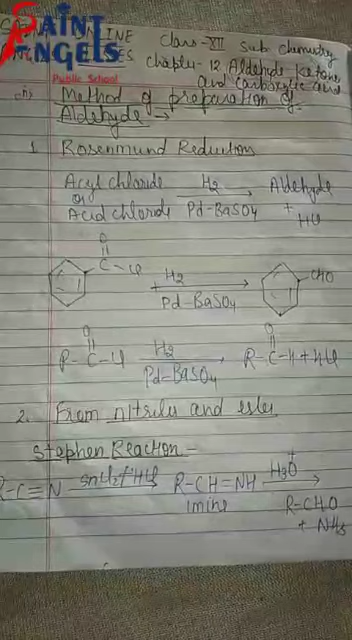 SAINT ANGELS
Public School
ONLINE Class-XII Sub Chemistry
CLASSES Chapter-12 Aldehyde Ketone
and Carboxylic acid
Method of preparation of
Aldehyde →
1. Rosenmund Reduction
Acyl chloride H2 Aldehyde
or → +
Acid chloride Pd-BaSO4 HCl
O
C-Cl + H2 → CHO
Pd-BaSO4
O O
R-C-Cl H2 → R-C-H+HCl
Pd-BaSO4
2. From nitriles and ester
Stephen Reaction -
R-C≡N SnCl2+HCl → R-CH=NH H3O+ →
imine R-CHO
+ NH3